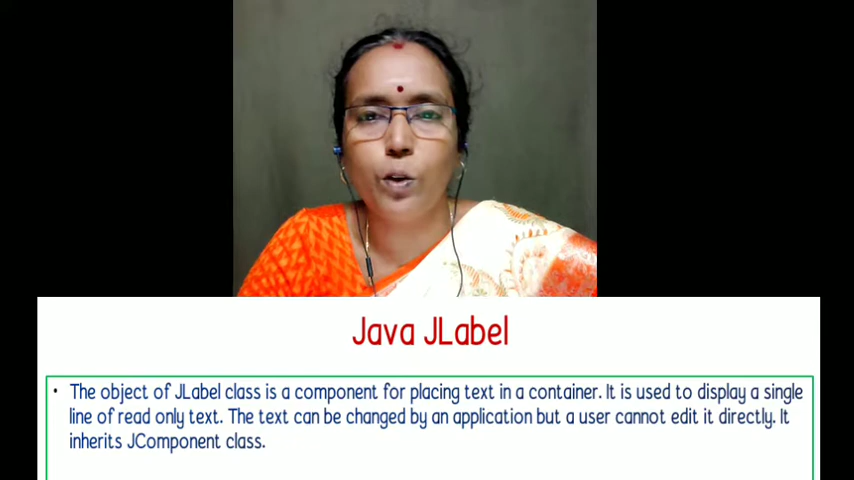 Java JLabel
• The object of JLabel class is a component for placing text in a container. It is used to display a single
line of read only text. The text can be changed by an application but a user cannot edit it directly. It
inherits JComponent class.